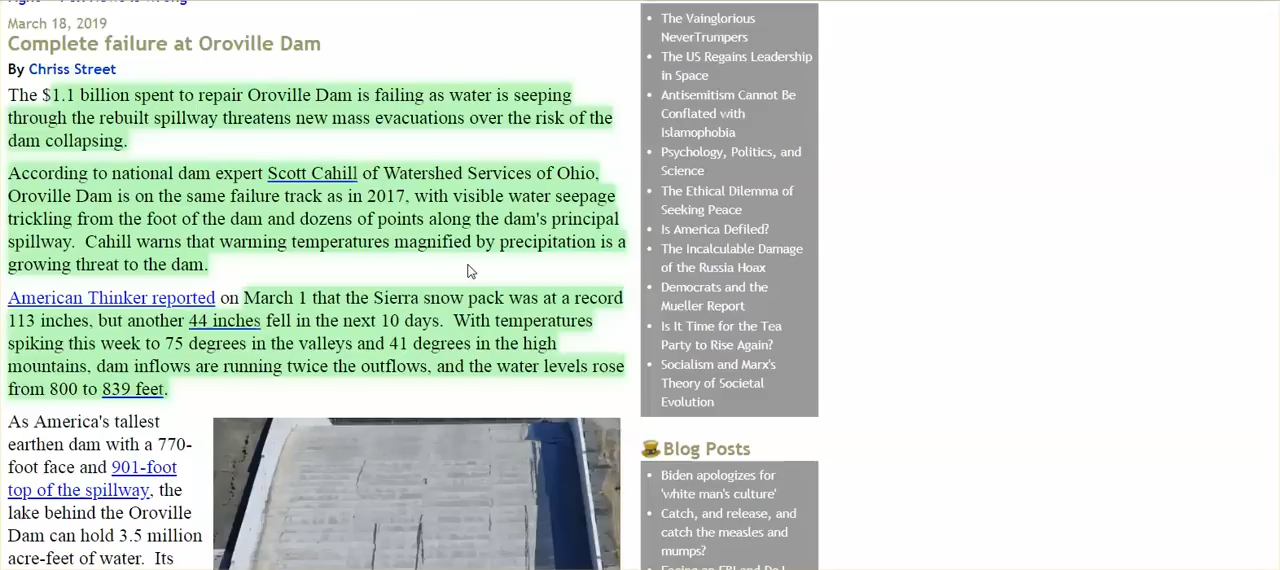 March 18, 2019
Complete failure at Oroville Dam
By Chriss Street
The $1.1 billion spent to repair Oroville Dam is failing as water is seeping
through the rebuilt spillway threatens new mass evacuations over the risk of the
dam collapsing.
According to national dam expert Scott Cahill of Watershed Services of Ohio,
Oroville Dam is on the same failure track as in 2017, with visible water seepage
trickling from the foot of the dam and dozens of points along the dam's principal
spillway.  Cahill warns that warming temperatures magnified by precipitation is a
growing threat to the dam.
American Thinker reported on March 1 that the Sierra snow pack was at a record
113 inches, but another 44 inches fell in the next 10 days.  With temperatures
spiking this week to 75 degrees in the valleys and 41 degrees in the high
mountains, dam inflows are running twice the outflows, and the water levels rose
from 800 to 839 feet.
As America's tallest
earthen dam with a 770-
foot face and 901-foot
top of the spillway, the
lake behind the Oroville
Dam can hold 3.5 million
acre-feet of water.  Its
The Vainglorious
NeverTrumpers
The US Regains Leadership
in Space
Antisemitism Cannot Be
Conflated with
Islamophobia
Psychology, Politics, and
Science
The Ethical Dilemma of
Seeking Peace
Is America Defiled?
The Incalculable Damage
of the Russia Hoax
Democrats and the
Mueller Report
Is It Time for the Tea
Party to Rise Again?
Socialism and Marx's
Theory of Societal
Evolution
Blog Posts
Biden apologizes for
'white man's culture'
Catch, and release, and
catch the measles and
mumps?